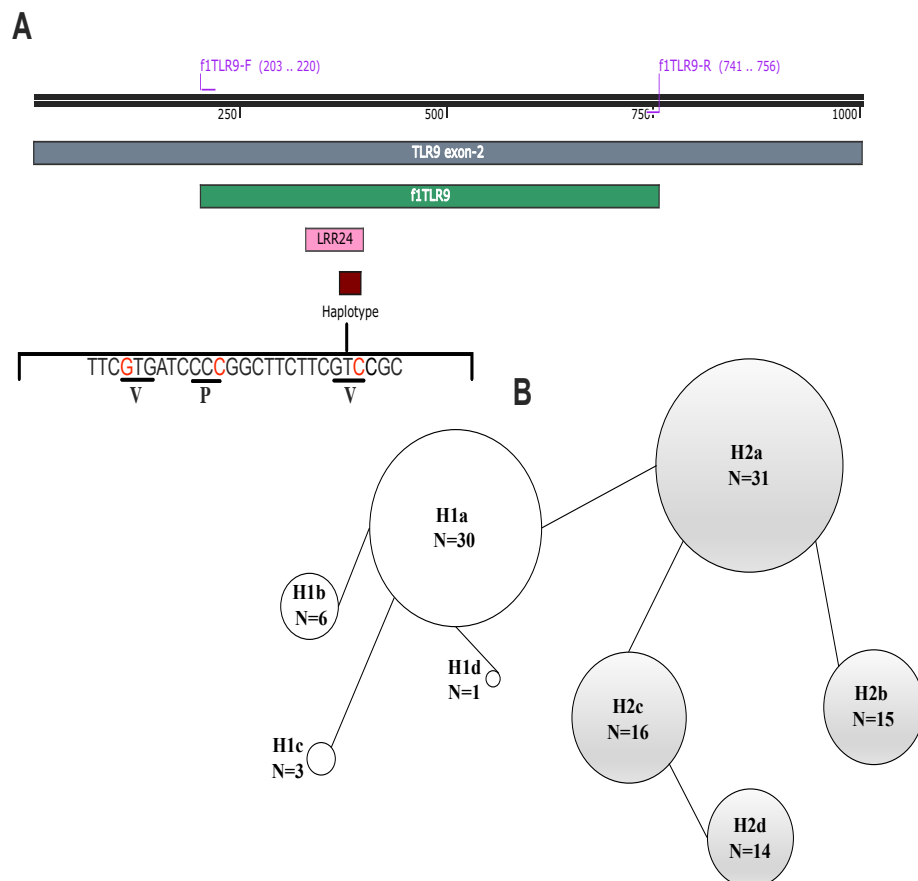 A
f1TLR9-F (203 .. 220)
f1TLR9-R (741 .. 756)
250
500
750
1000
TLR9 exon-2
f1TLR9
LRR24
Haplotype
TTCGTGATCCCCCGGCTTCTTCGTCCGC
V P V
B
H2a
N=31
H1a
N=30
H1b
N=6
H1d
N=1
H2c
N=16
H2b
N=15
H1c
N=3
H2d
N=14